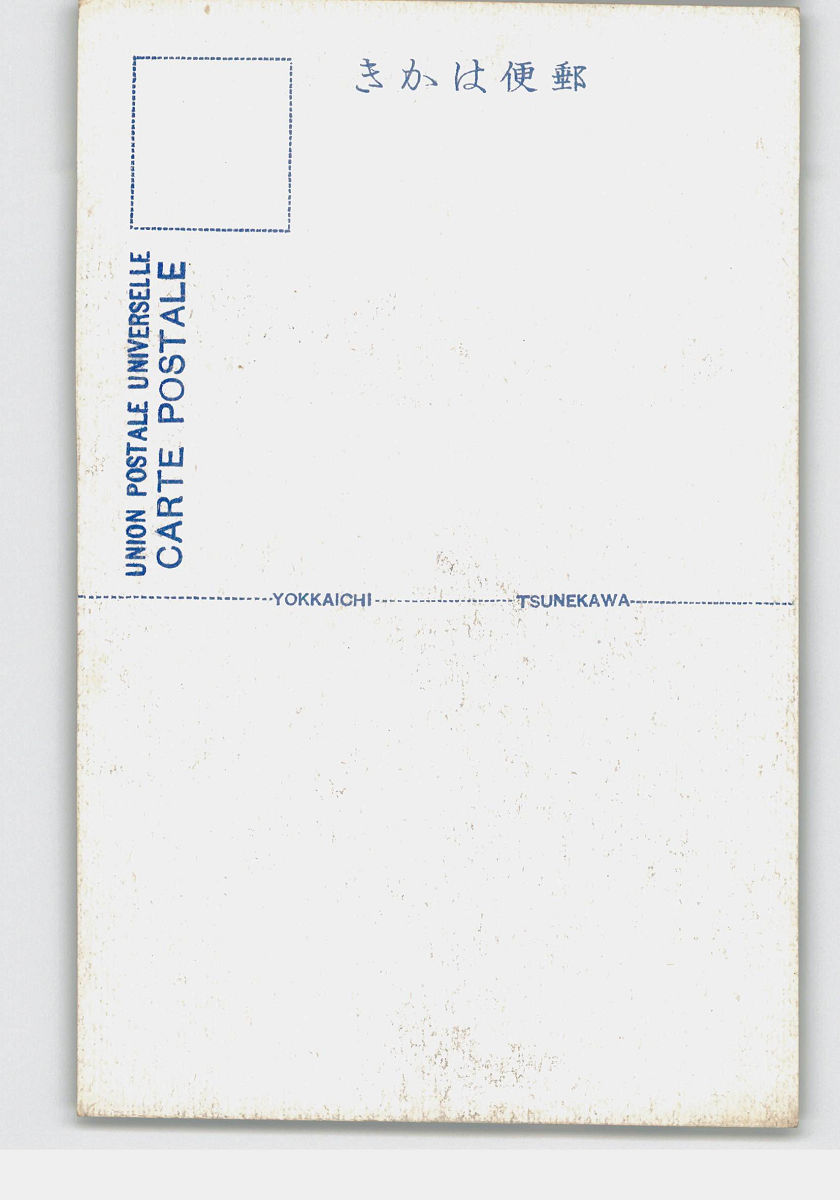 きかは便郵
UNION POSTALE UNIVERSELLE
CARTE POSTALE
YOKKAICHI TSUNEKAWA